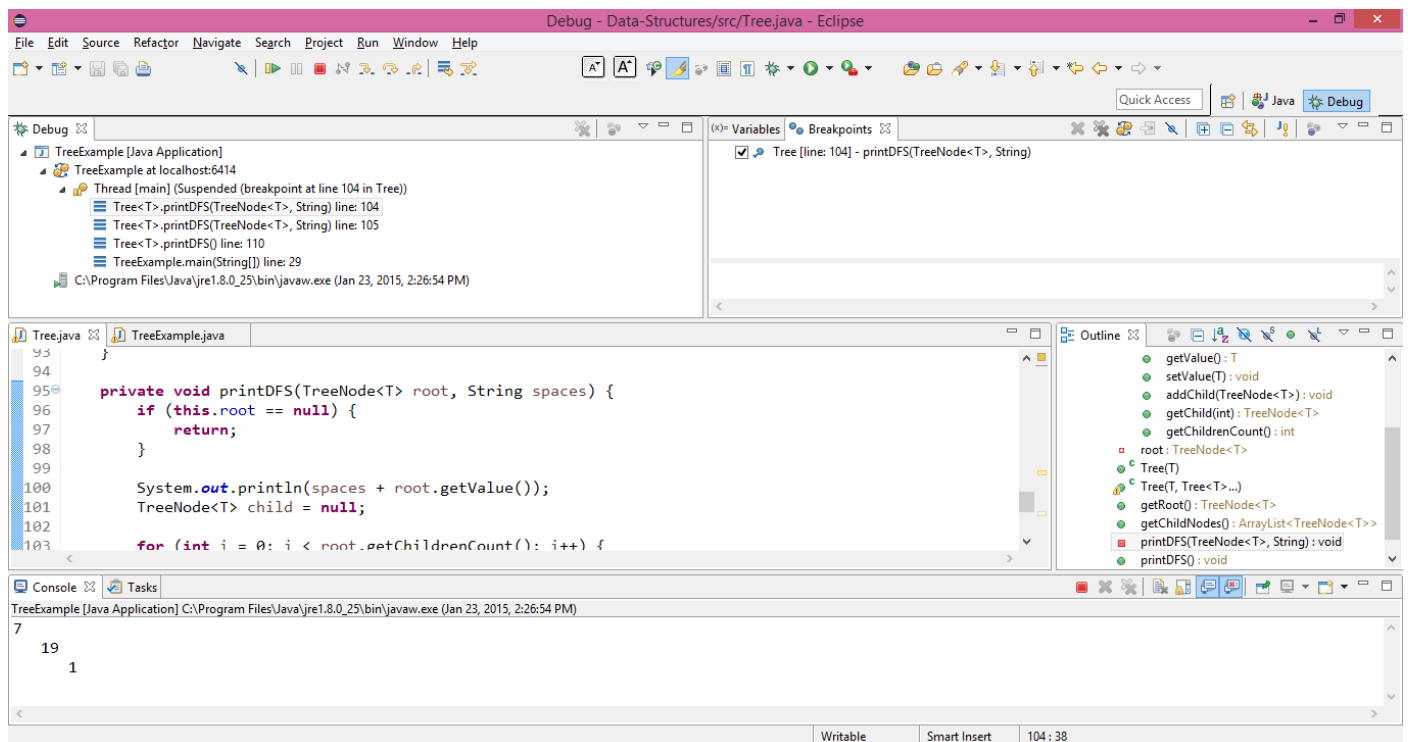 Debug - Data-Structures/src/Tree.java - Eclipse
File Edit Source Refactor Navigate Search Project Run Window Help
Quick Access Java Debug
Debug
TreeExample [Java Application]
TreeExample at localhost:6414
Thread [main] (Suspended (breakpoint at line 104 in Tree))
Tree<T>.printDFS(TreeNode<T>, String) line: 104
Tree<T>.printDFS(TreeNode<T>, String) line: 105
Tree<T>.printDFS() line: 110
TreeExample.main(String[]) line: 29
C:\Program Files\Java\jre1.8.0_25\bin\javaw.exe (Jan 23, 2015, 2:26:54 PM)
(x)= Variables Breakpoints
Tree [line: 104] - printDFS(TreeNode<T>, String)
Tree.java TreeExample.java
93 }
94
95 private void printDFS(TreeNode<T> root, String spaces) {
96 if (this.root == null) {
97 return;
98 }
99
100 System.out.println(spaces + root.getValue());
101 TreeNode<T> child = null;
102
103 for (int i = 0; i < root.getChildrenCount(); i++) {
Outline
getValue() : T
setValue(T) : void
addChild(TreeNode<T>) : void
getChild(int) : TreeNode<T>
getChildrenCount() : int
root : TreeNode<T>
Tree(T)
Tree(T, Tree<T>...)
getRoot() : TreeNode<T>
getChildNodes() : ArrayList<TreeNode<T>>
printDFS(TreeNode<T>, String) : void
printDFS() : void
Console Tasks
TreeExample [Java Application] C:\Program Files\Java\jre1.8.0_25\bin\javaw.exe (Jan 23, 2015, 2:26:54 PM)
7
19
1
Writable Smart Insert 104 : 38